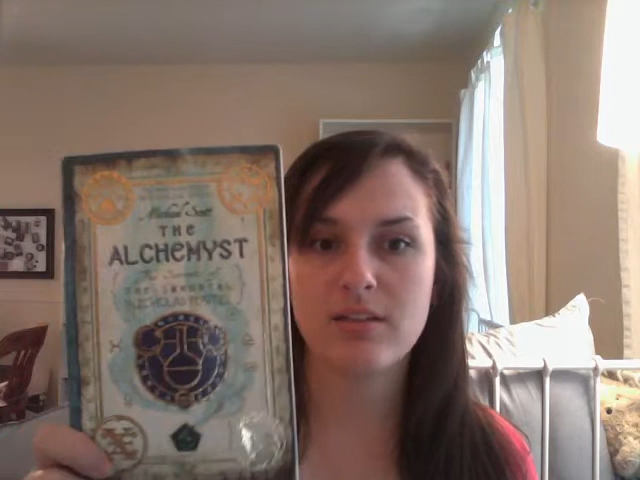 Michael Scott
THE
ALCHEMYST
The Secrets of
THE IMMORTAL
NICHOLAS FLAMEL